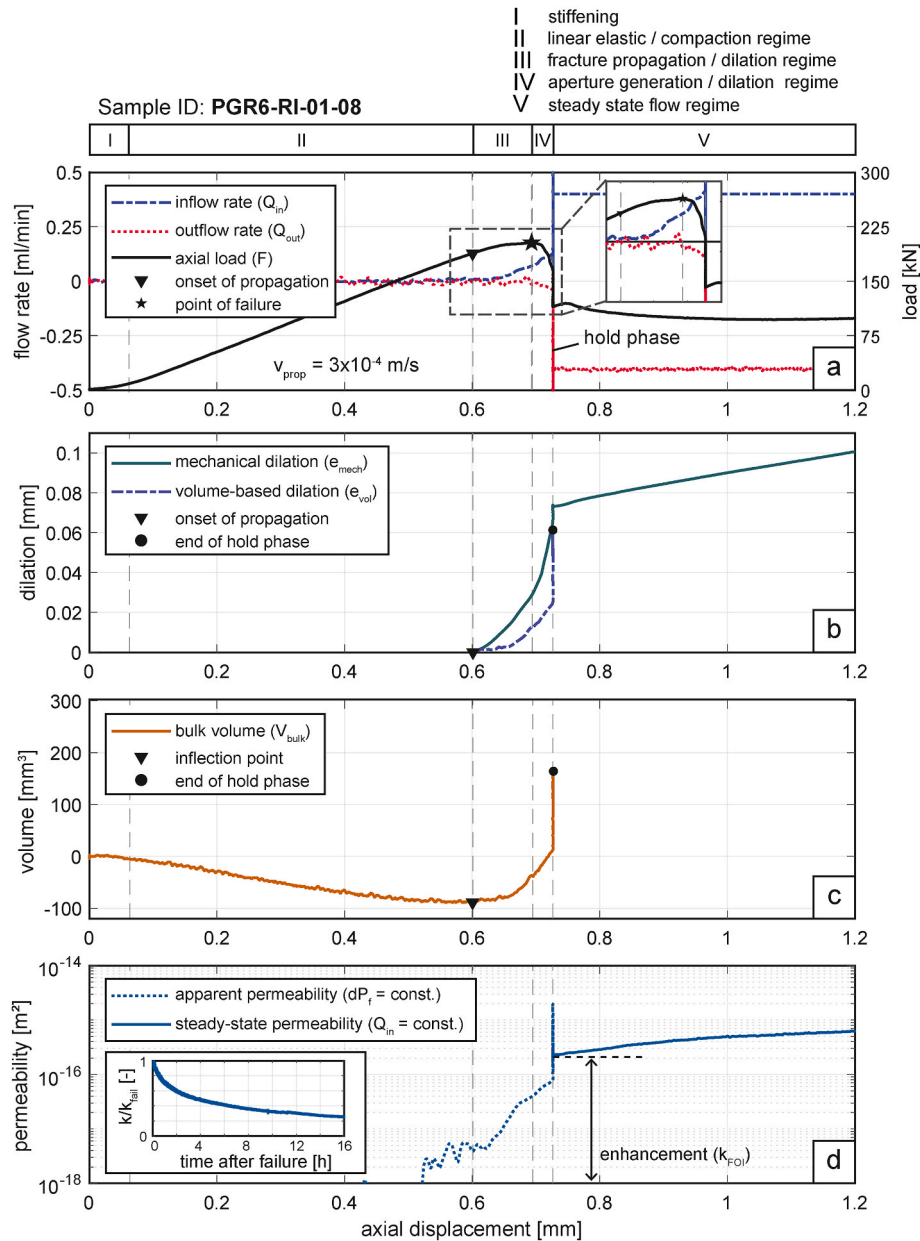 I stiffening
II linear elastic / compaction regime
III fracture propagation / dilation regime
IV aperture generation / dilation regime
V steady state flow regime
Sample ID: PGR6-RI-01-08
I II III IV V
0.5 300
inflow rate (Qin)
outflow rate (Qout)
axial load (F)
onset of propagation
point of failure
0.25 225
0 150
-0.25 75
-0.5 0
flow rate [ml/min]
load [kN]
hold phase
vprop = 3x10-4 m/s
a
0 0.2 0.4 0.6 0.8 1 1.2
mechanical dilation (emech)
volume-based dilation (evol)
onset of propagation
end of hold phase
0.1
0.08
0.06
0.04
0.02
0
dilation [mm]
b
0 0.2 0.4 0.6 0.8 1 1.2
300
200
100
0
-100
volume [mm³]
bulk volume (Vbulk)
inflection point
end of hold phase
c
0 0.2 0.4 0.6 0.8 1 1.2
10-14
10-16
10-18
permeability [m²]
apparent permeability (dPf = const.)
steady-state permeability (Qin = const.)
k/kfail [-]
1
0
0 4 8 12 16
time after failure [h]
enhancement (kFOI)
d
0 0.2 0.4 0.6 0.8 1 1.2
axial displacement [mm]